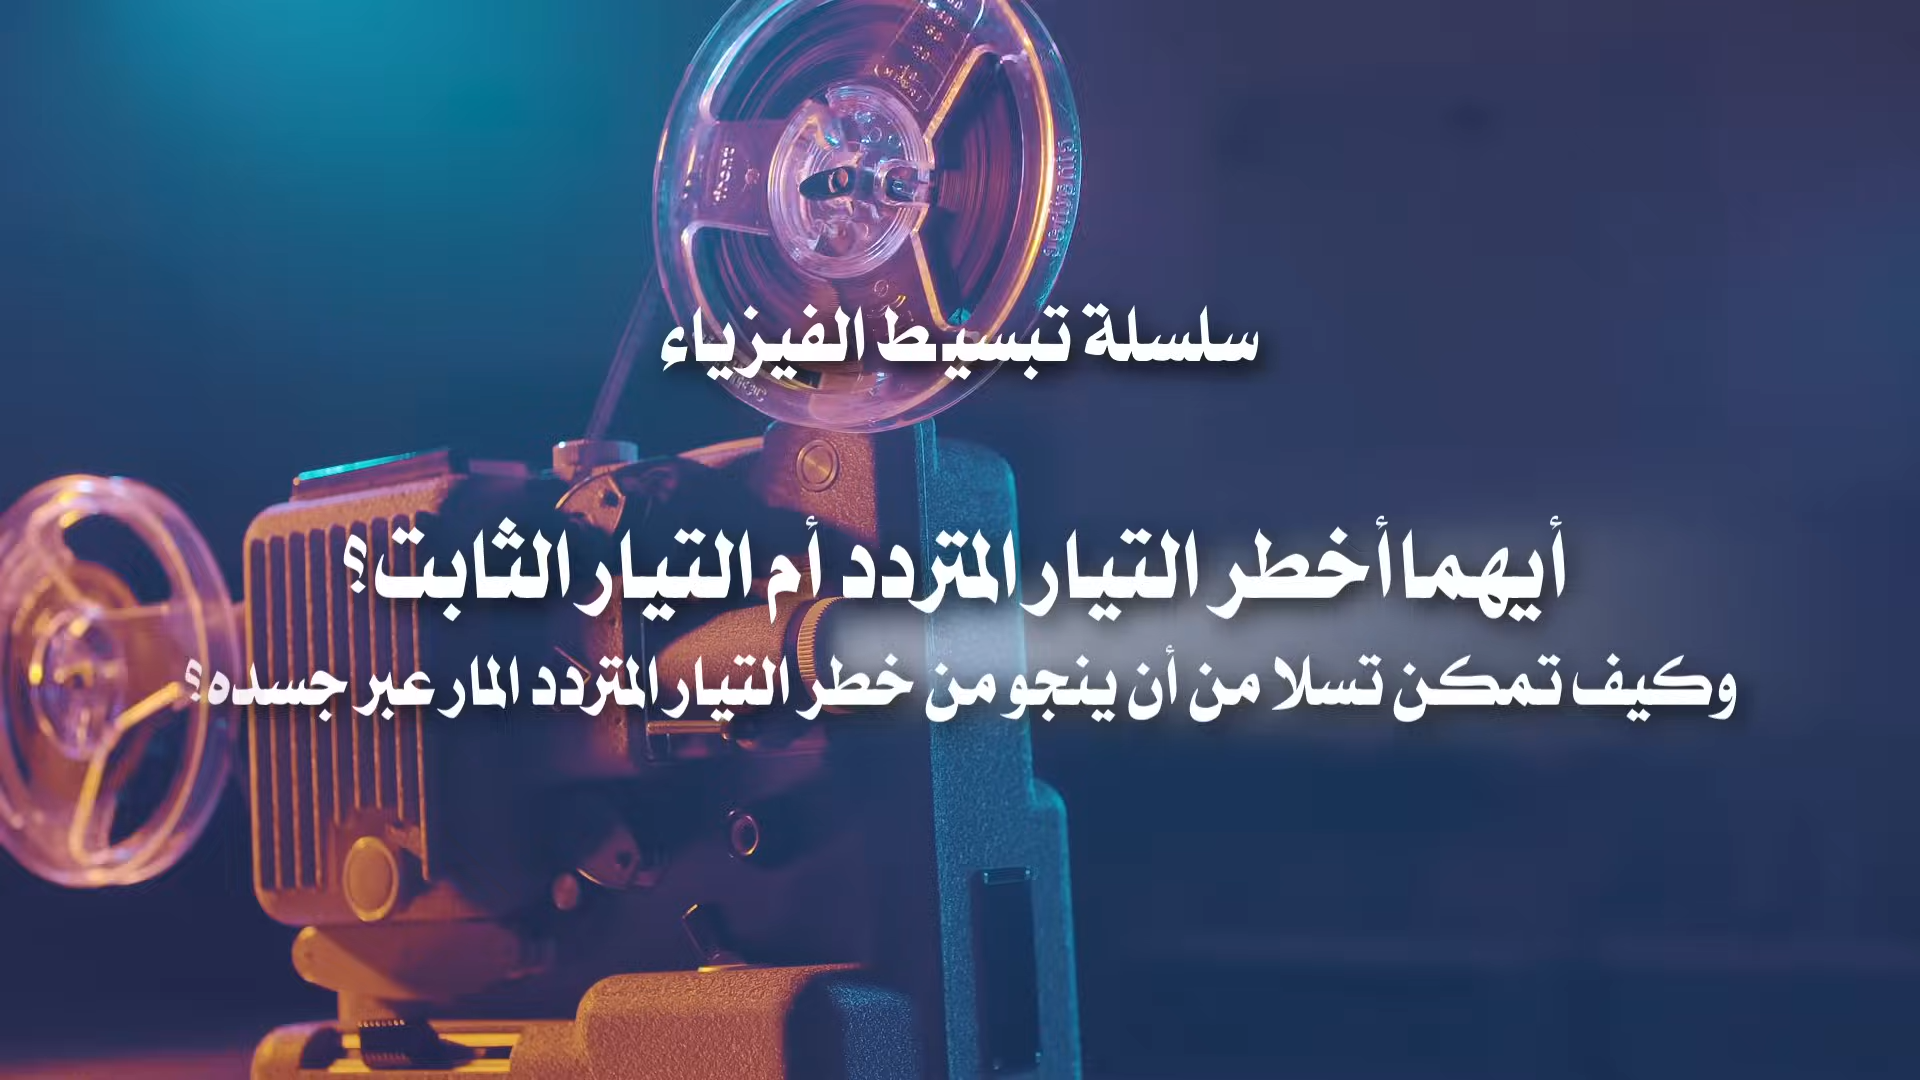 سلسلة تبسيط الفيزياء
أيهما أخطر التيار المتردد أم التيار الثابت؟
وكيف تمكن تسلا من أن ينجو من خطر التيار المتردد المار عبر جسده؟